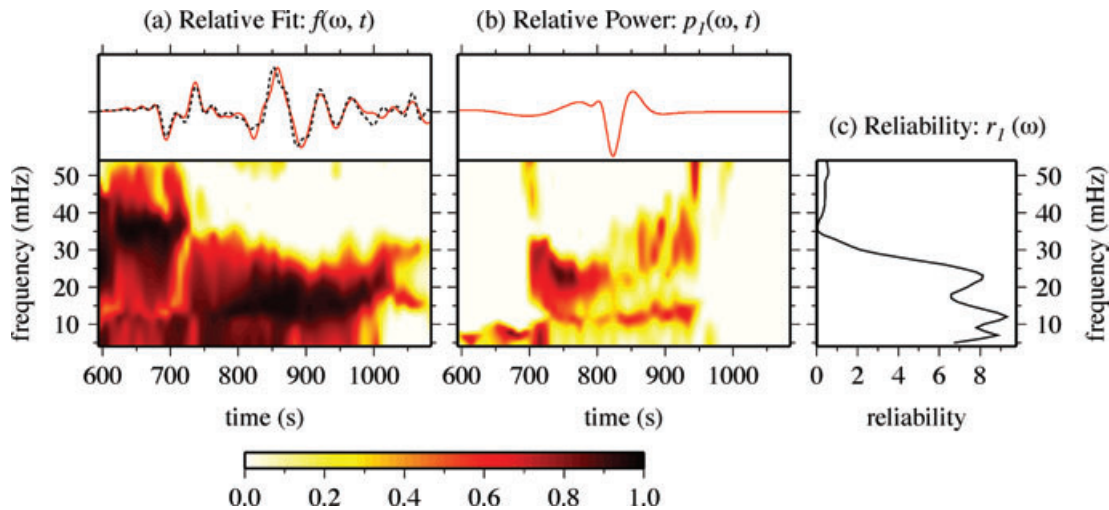 (a) Relative Fit: f(ω, t)
(b) Relative Power: p₁(ω, t)
(c) Reliability: r₁ (ω)
frequency (mHz)
50
40
30
20
10
600 700 800 900 1000
time (s)
600 700 800 900 1000
time (s)
50
40
30
20
10
frequency (mHz)
0 2 4 6 8
reliability
0.0 0.2 0.4 0.6 0.8 1.0